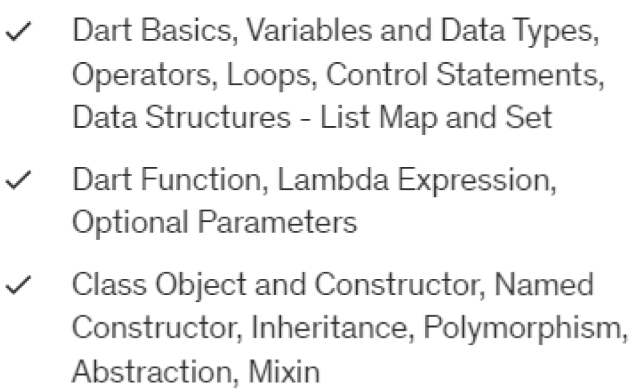 Dart Basics, Variables and Data Types,
Operators, Loops, Control Statements,
Data Structures - List Map and Set
Dart Function, Lambda Expression,
Optional Parameters
Class Object and Constructor, Named
Constructor, Inheritance, Polymorphism,
Abstraction, Mixin